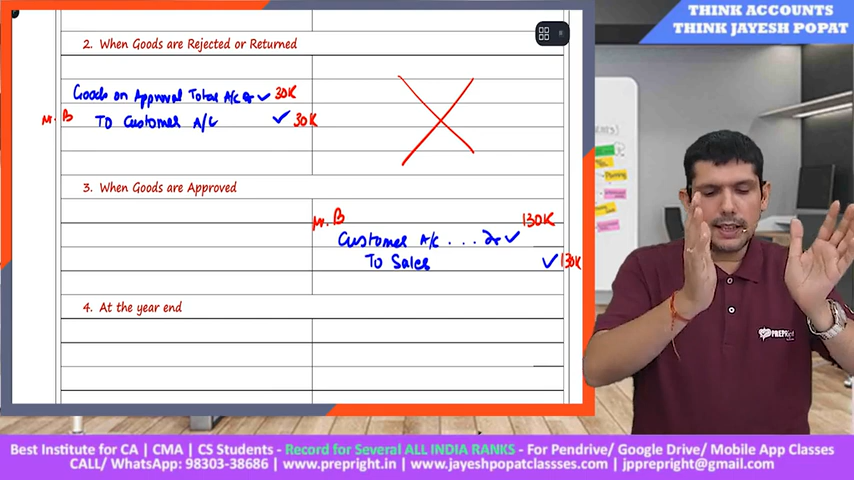 THINK ACCOUNTS
THINK JAYESH POPAT
2. When Goods are Rejected or Returned
Goods on Approval Total A/c Dr 30K
Mr. B To Customer A/c 30K
3. When Goods are Approved
Mr. B 130K
Customer A/c . . . Dr
To Sales 130K
4. At the year end
PREPRight
Best Institute for CA | CMA | CS Students - Record for Several ALL INDIA RANKS - For Pendrive/ Google Drive/ Mobile App Classes
CALL/ WhatsApp: 98303-38686 | www.prepright.in | www.jayeshpopatclassses.com | jpprepright@gmail.com